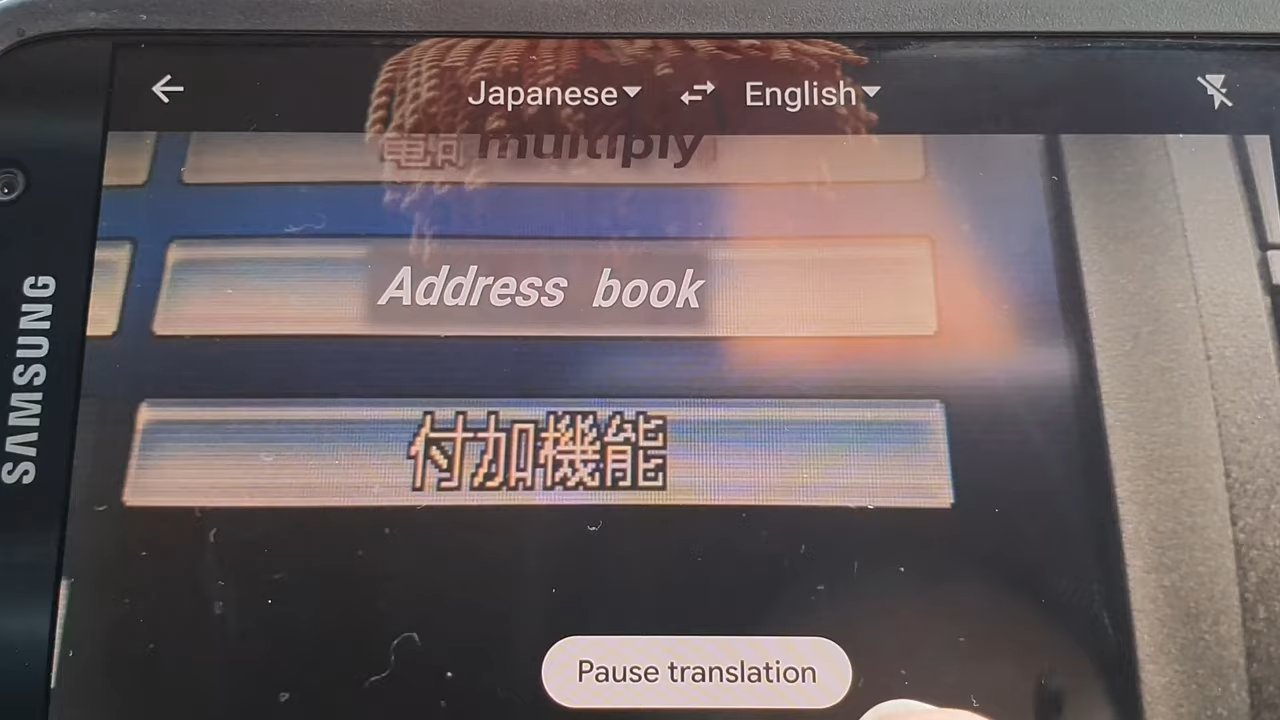 Japanese English
multiply
Address book
付加機能
Pause translation
SAMSUNG